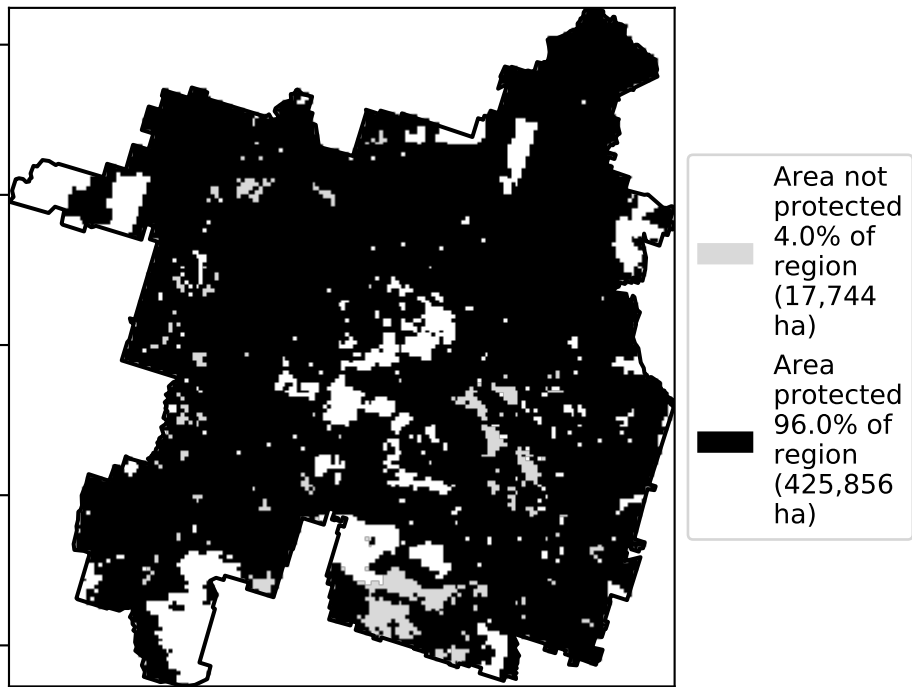 Area not
protected
4.0% of
region
(17,744
ha)
Area
protected
96.0% of
region
(425,856
ha)